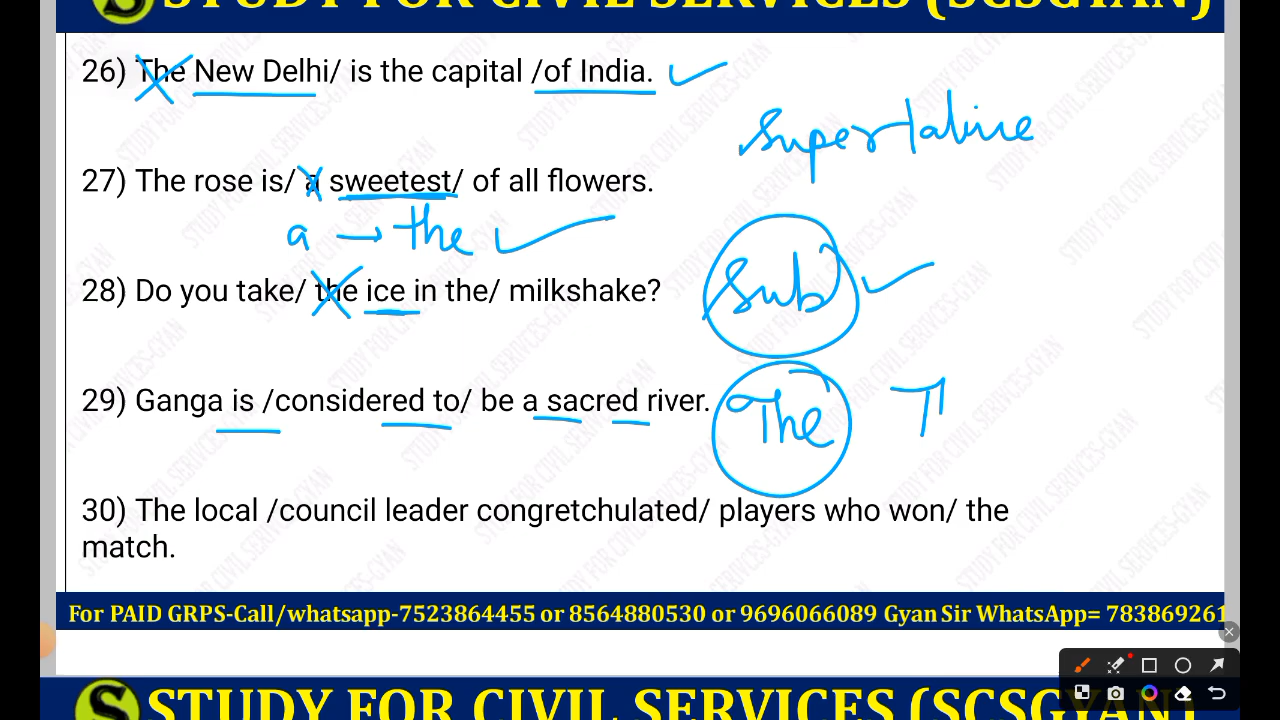 STUDY FOR CIVIL SERVICES (SCSGYAN)
26) The New Delhi/ is the capital /of India.
Supertalive
27) The rose is/ a sweetest/ of all flowers.
a → the
28) Do you take/ the ice in the/ milkshake?
Sub
29) Ganga is /considered to/ be a sacred river.
The T
30) The local /council leader congretchulated/ players who won/ the
match.
For PAID GRPS-Call/whatsapp-7523864455 or 8564880530 or 9696066089 Gyan Sir WhatsApp= 783869261
STUDY FOR CIVIL SERVICES (SCSGYAN)